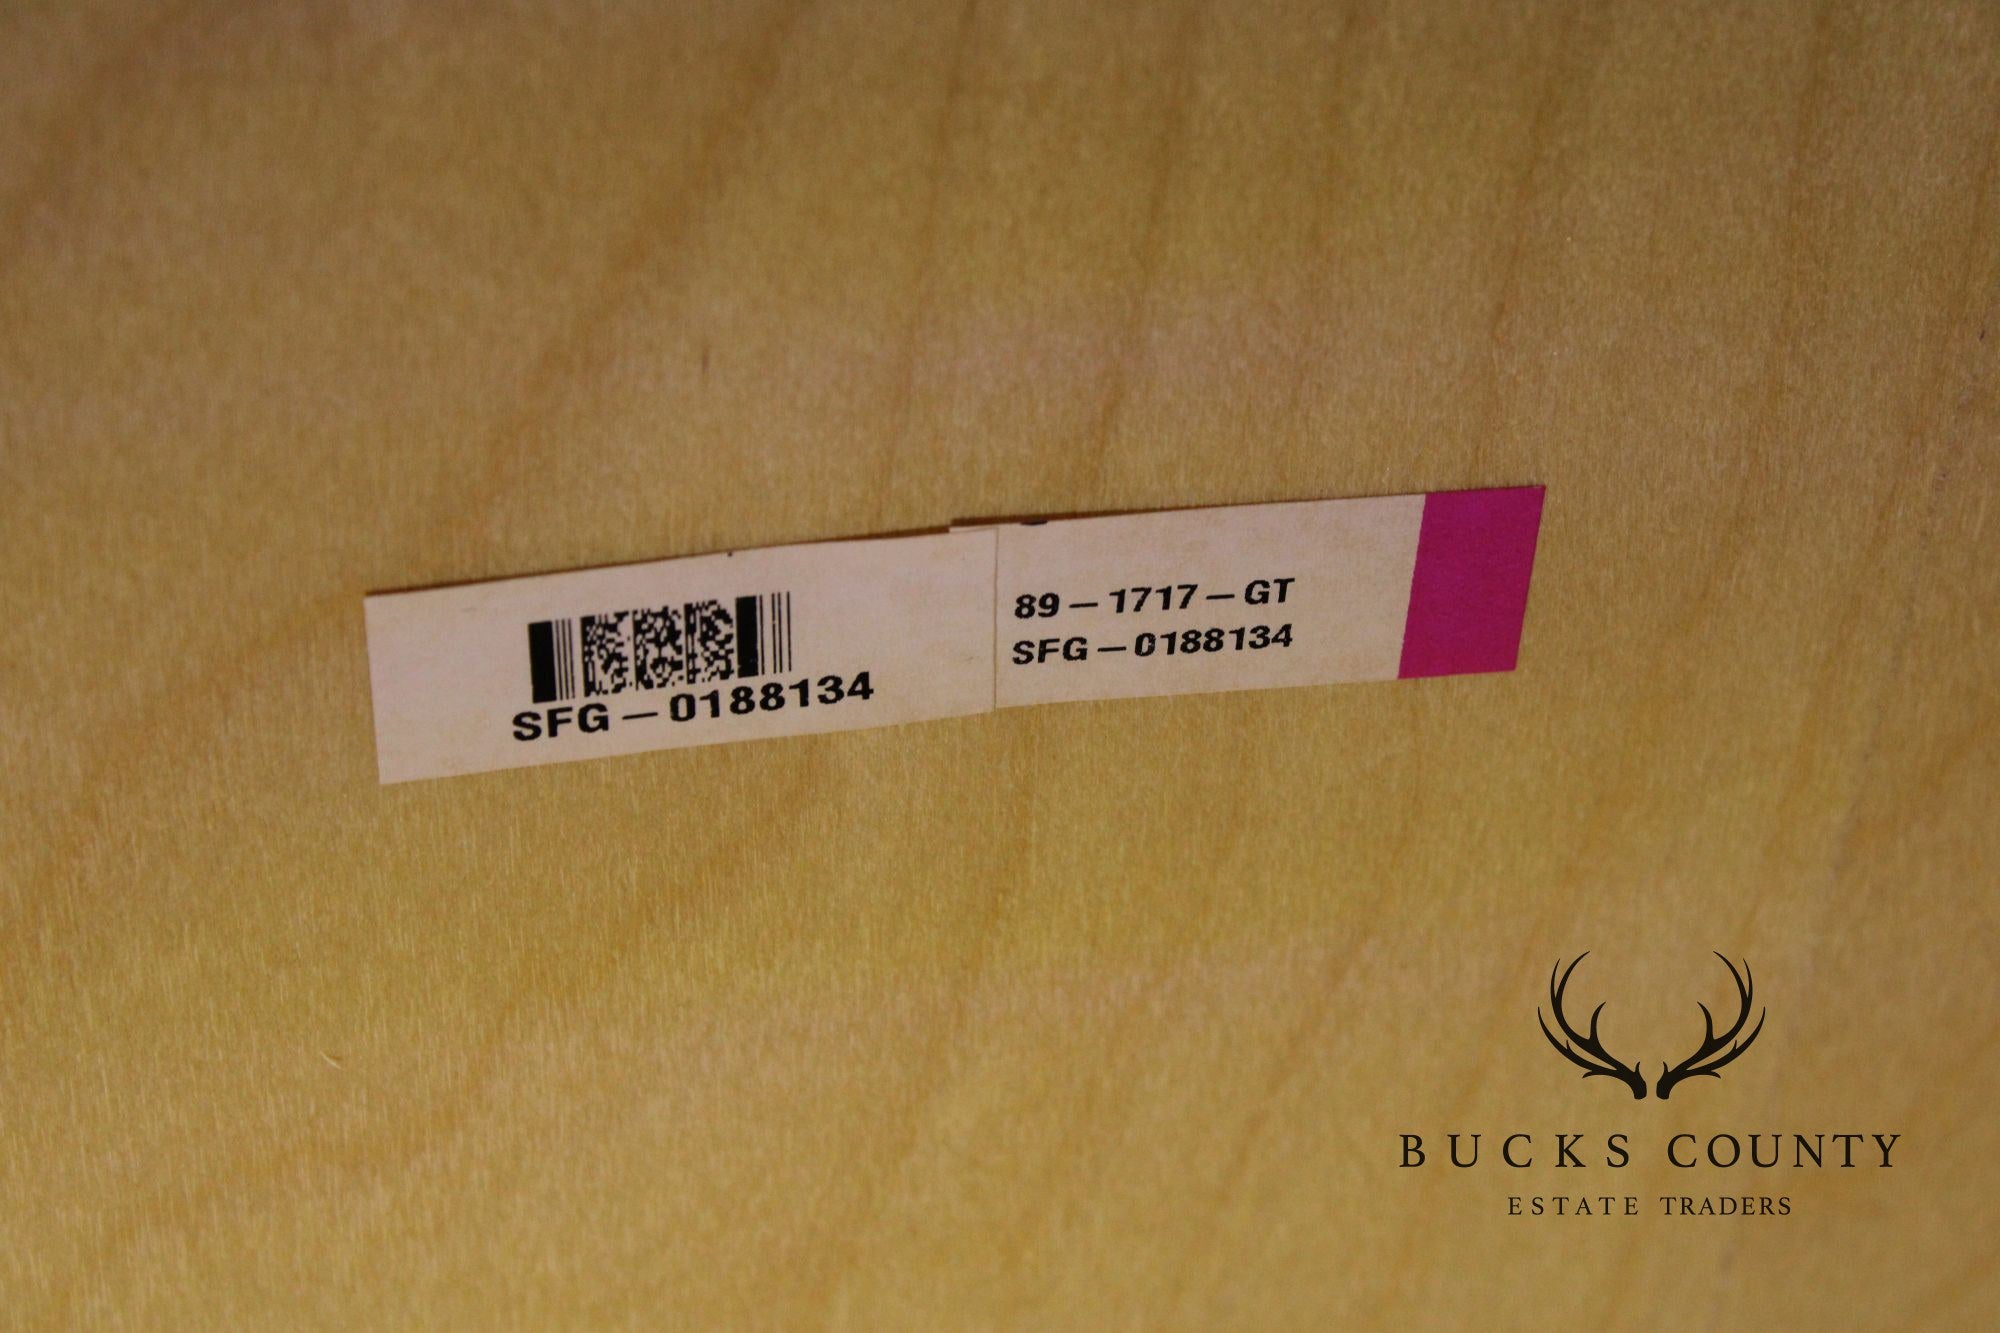 SFG-0188134
89-1717-GT
SFG-0188134
BUCKS COUNTY
ESTATE TRADERS